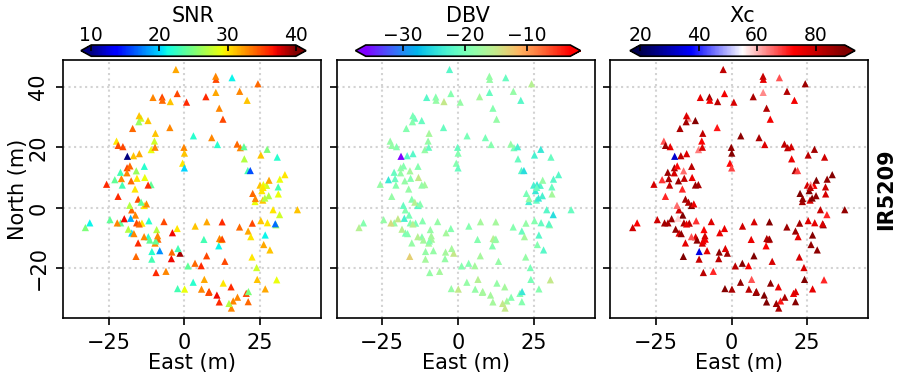 SNR DBV Xc
10 20 30 40 −30 −20 −10 20 40 60 80
40
20
0
−20
North (m)
IR5209
−25 0 25 −25 0 25 −25 0 25
East (m) East (m) East (m)